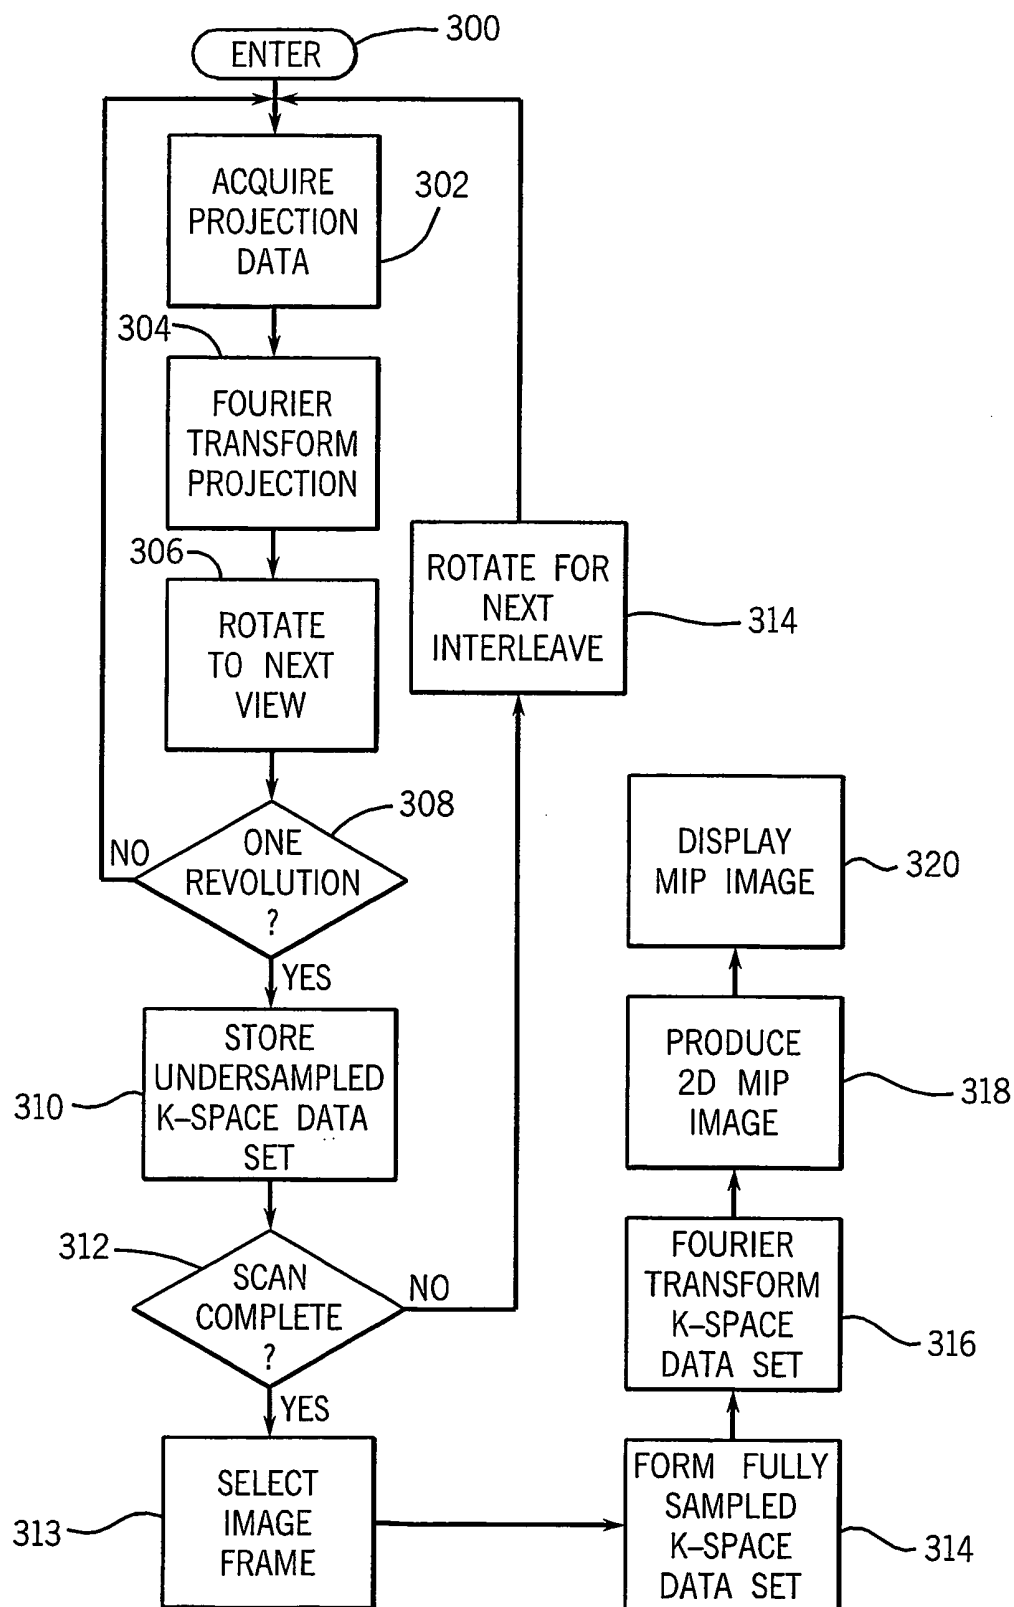 300
ENTER
ACQUIRE
PROJECTION
DATA
302
304
FOURIER
TRANSFORM
PROJECTION
306
ROTATE
TO NEXT
VIEW
ROTATE FOR
NEXT
INTERLEAVE
314
308
ONE
REVOLUTION
?
NO
YES
STORE
UNDERSAMPLED
K–SPACE DATA
SET
310
312
SCAN
COMPLETE
?
NO
YES
SELECT
IMAGE
FRAME
313
FORM FULLY
SAMPLED
K–SPACE
DATA SET
314
FOURIER
TRANSFORM
K–SPACE
DATA SET
316
PRODUCE
2D MIP
IMAGE
318
DISPLAY
MIP IMAGE
320